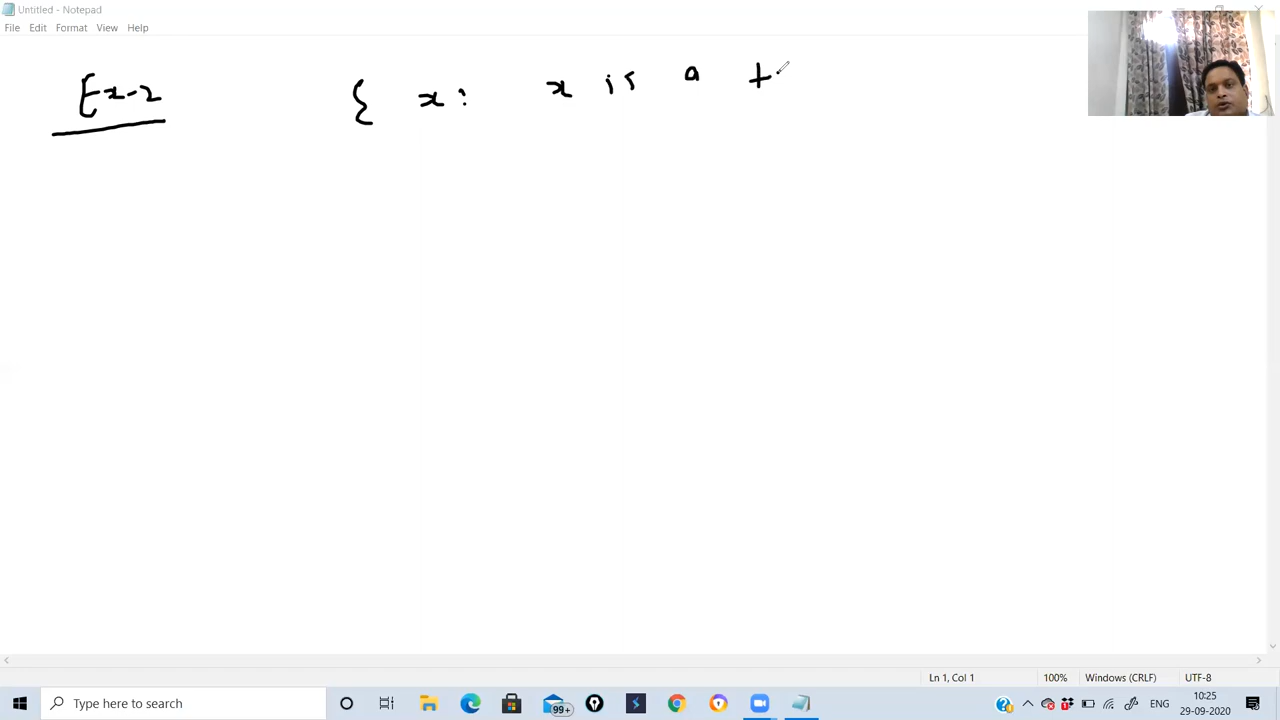 Untitled - Notepad
File Edit Format View Help
Ex-2 { x: x is a +
Ln 1, Col 1 100% Windows (CRLF) UTF-8
Type here to search 99+ ENG 10:25
29-09-2020